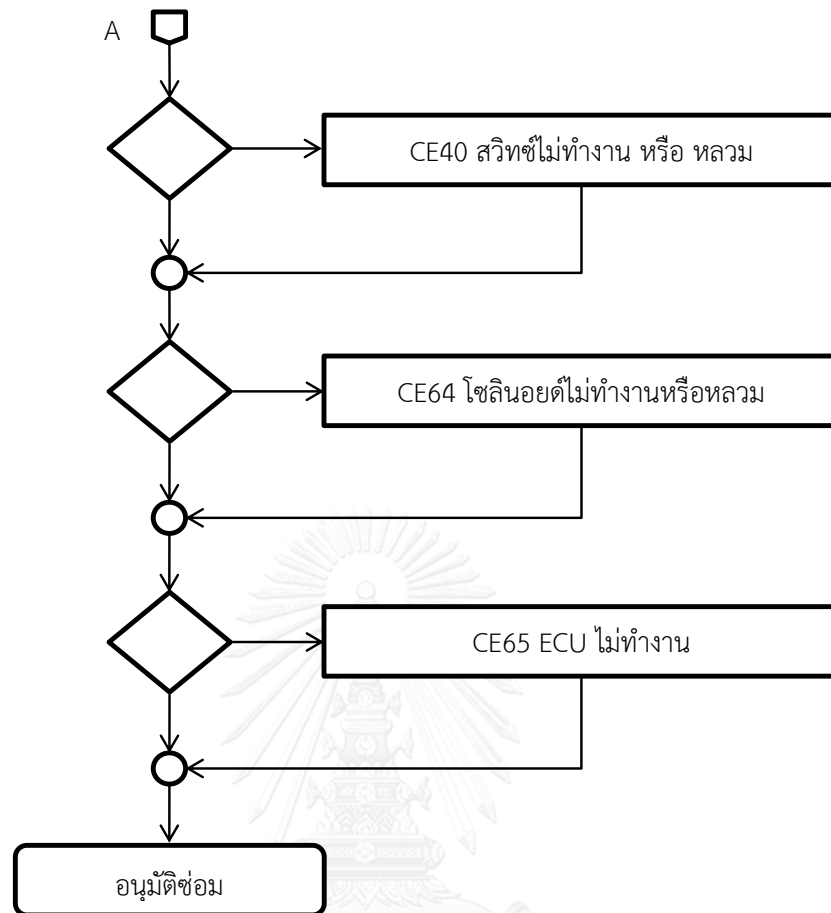 A
CE40 สวิทซ์ไม่ทำงาน หรือ หลวม
CE64 โซลินอยด์ไม่ทำงานหรือหลวม
CE65 ECU ไม่ทำงาน
อนุมัติซ่อม